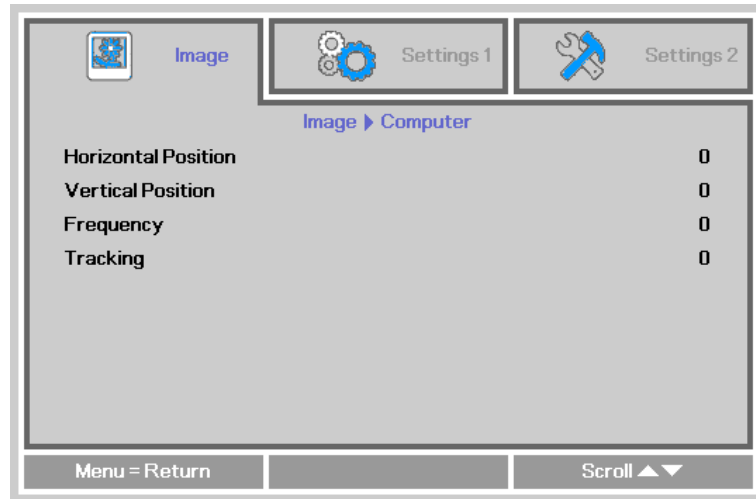 Image
Settings 1
Settings 2
Image ▶ Computer
Horizontal Position 0
Vertical Position 0
Frequency 0
Tracking 0
Menu = Return
Scroll ▲▼